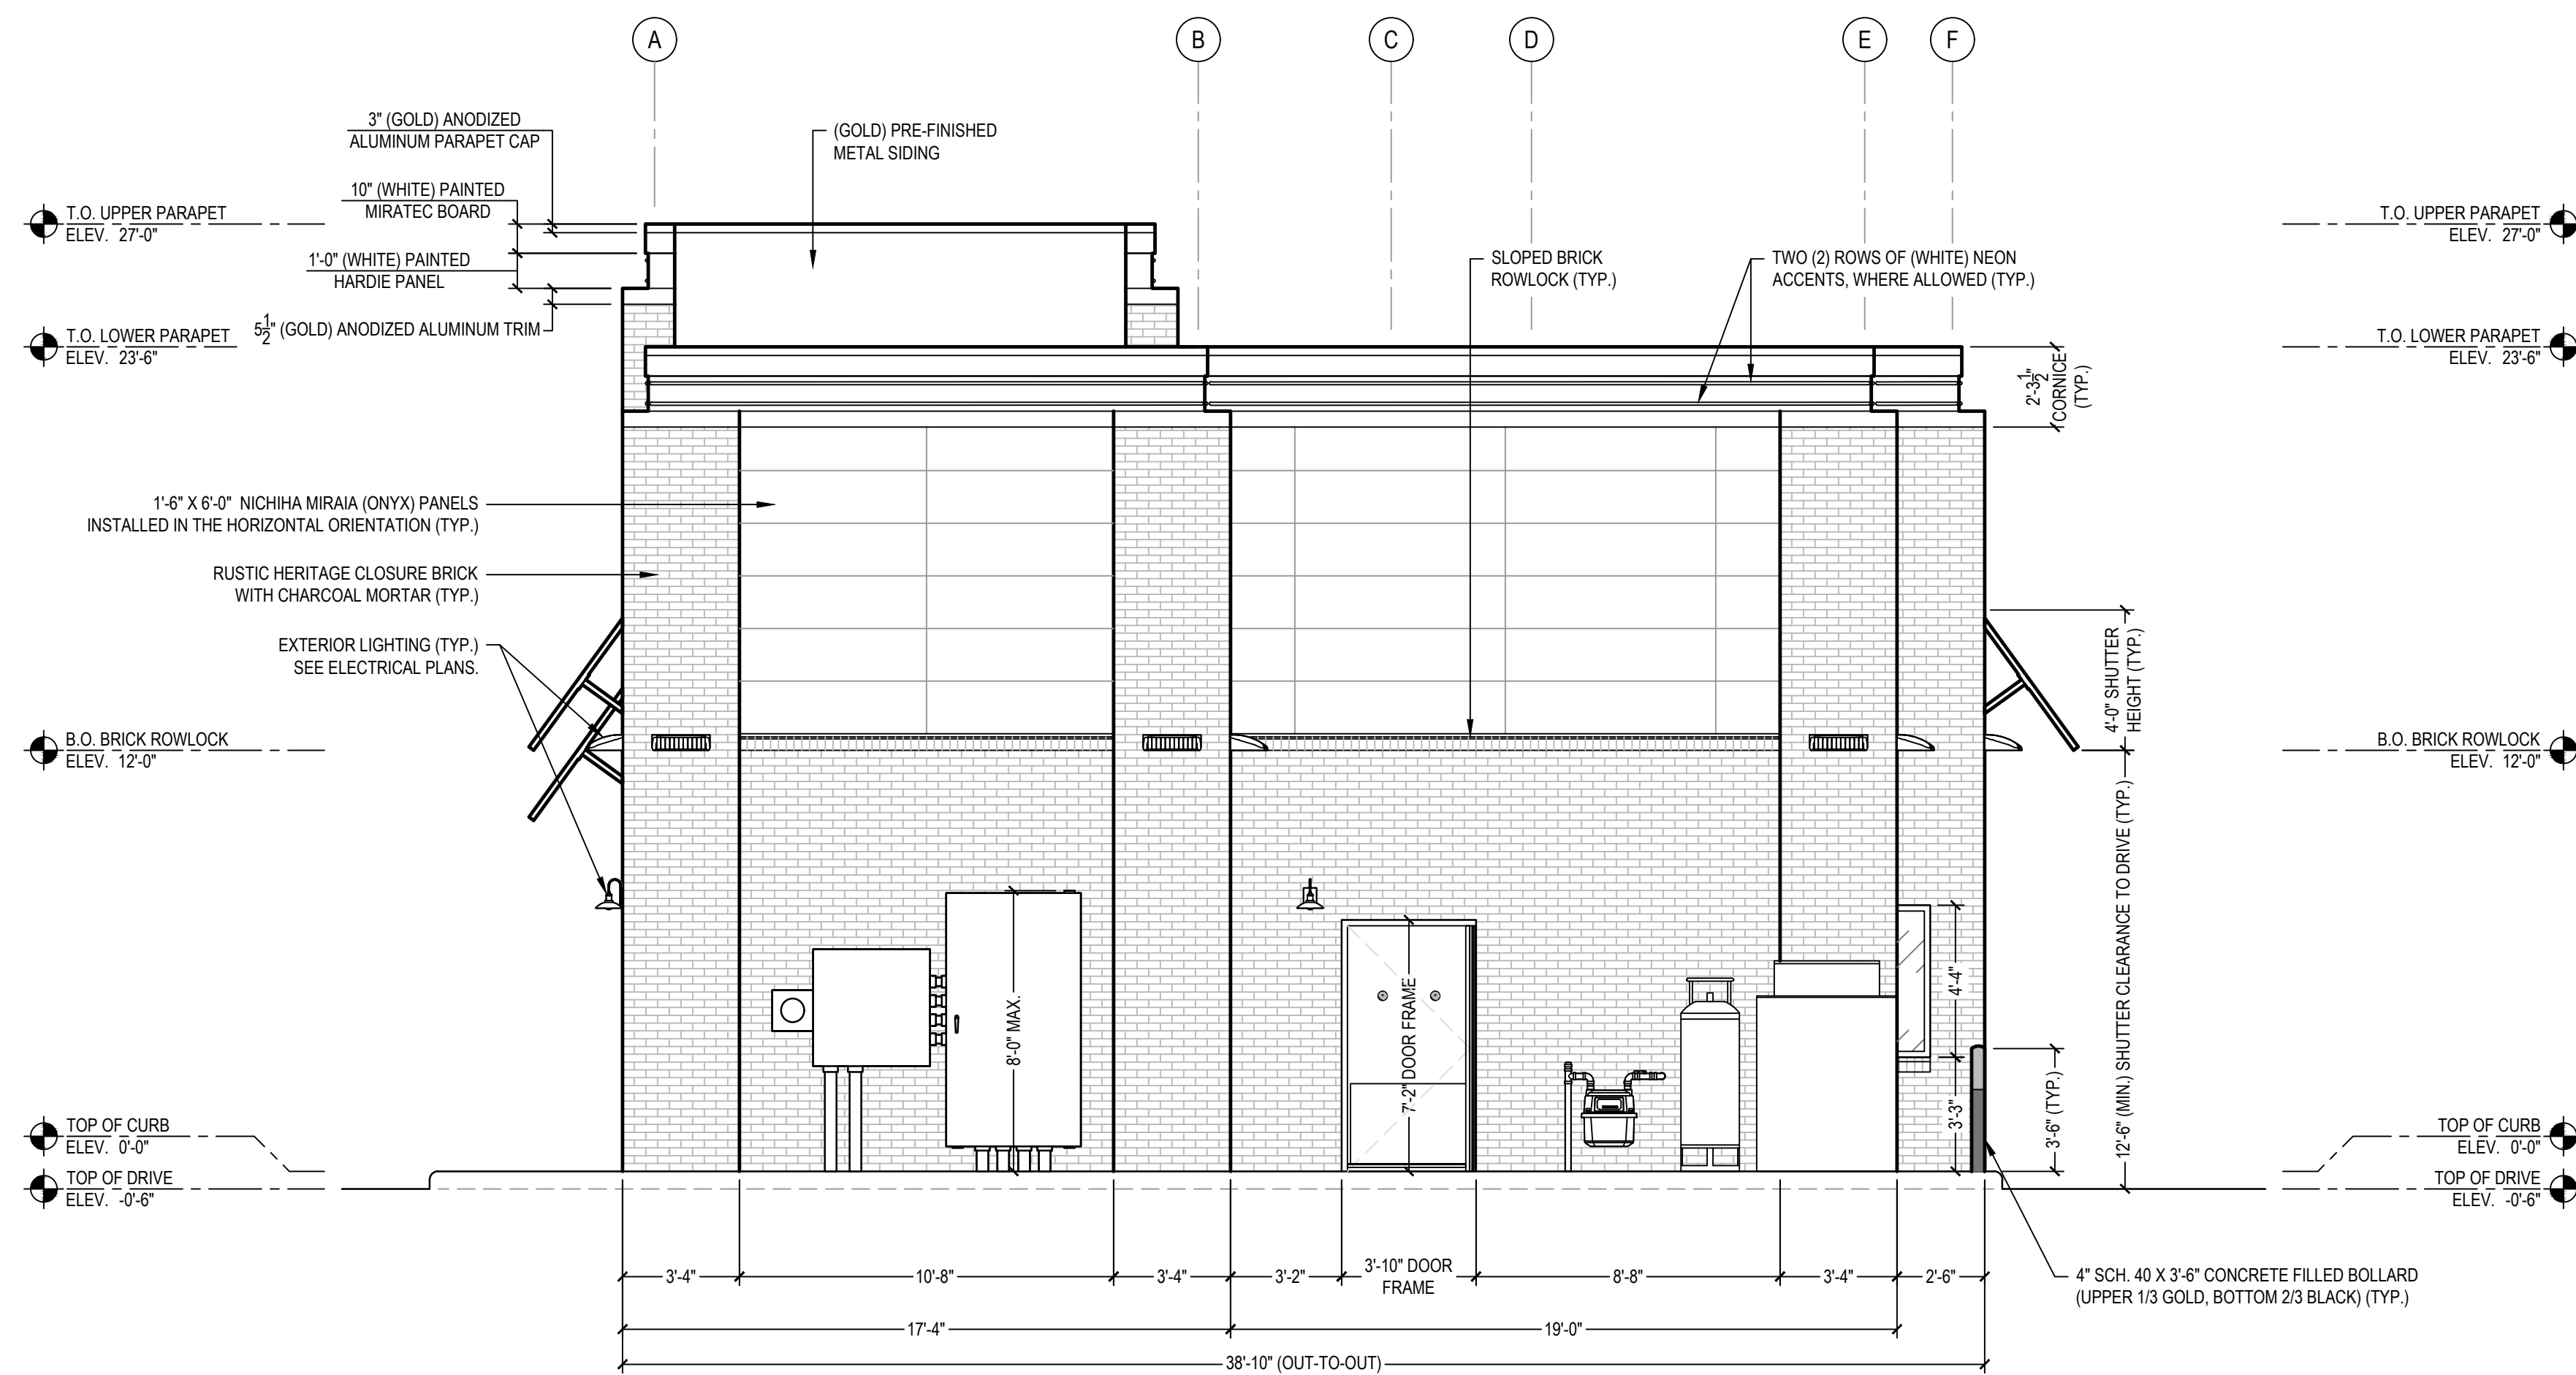 A
B
C
D
E
F
3" (GOLD) ANODIZED
ALUMINUM PARAPET CAP
(GOLD) PRE-FINISHED
METAL SIDING
10" (WHITE) PAINTED
MIRATEC BOARD
T.O. UPPER PARAPET
ELEV. 27'-0"
T.O. UPPER PARAPET
ELEV. 27'-0"
1'-0" (WHITE) PAINTED
HARDIE PANEL
SLOPED BRICK
ROWLOCK (TYP.)
TWO (2) ROWS OF (WHITE) NEON
ACCENTS, WHERE ALLOWED (TYP.)
5 1/2" (GOLD) ANODIZED ALUMINUM TRIM
T.O. LOWER PARAPET
ELEV. 23'-6"
T.O. LOWER PARAPET
ELEV. 23'-6"
2'-3 1/2"
CORNICE
(TYP.)
1'-6" X 6'-0" NICHIHA MIRAIA (ONYX) PANELS
INSTALLED IN THE HORIZONTAL ORIENTATION (TYP.)
RUSTIC HERITAGE CLOSURE BRICK
WITH CHARCOAL MORTAR (TYP.)
EXTERIOR LIGHTING (TYP.)
SEE ELECTRICAL PLANS.
4'-0" SHUTTER
HEIGHT (TYP.)
B.O. BRICK ROWLOCK
ELEV. 12'-0"
B.O. BRICK ROWLOCK
ELEV. 12'-0"
12'-6" (MIN.) SHUTTER CLEARANCE TO DRIVE (TYP.)
8'-0" MAX.
7'-2" DOOR FRAME
4'-4"
3'-3"
3'-6" (TYP.)
TOP OF CURB
ELEV. 0'-0"
TOP OF CURB
ELEV. 0'-0"
TOP OF DRIVE
ELEV. -0'-6"
TOP OF DRIVE
ELEV. -0'-6"
3'-4"
10'-8"
3'-4"
3'-2"
3'-10" DOOR
FRAME
8'-8"
3'-4"
2'-6"
4" SCH. 40 X 3'-6" CONCRETE FILLED BOLLARD
(UPPER 1/3 GOLD, BOTTOM 2/3 BLACK) (TYP.)
17'-4"
19'-0"
38'-10" (OUT-TO-OUT)